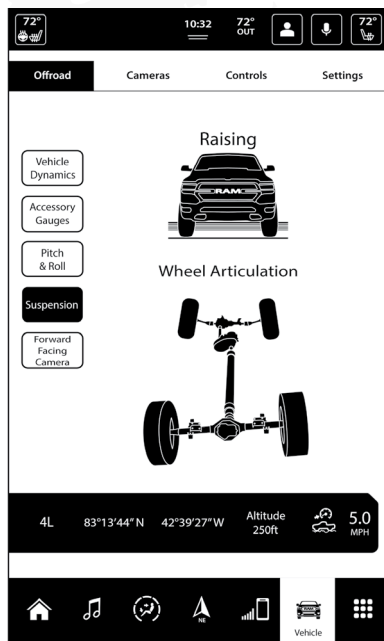 72°
10:32
72°
OUT
72°
Offroad
Cameras
Controls
Settings
Raising
RAM
Vehicle
Dynamics
Accessory
Gauges
Pitch
& Roll
Suspension
Forward
Facing
Camera
Wheel Articulation
4L
83°13'44" N
42°39'27" W
Altitude
250ft
5.0
MPH
NE
RAM
Vehicle